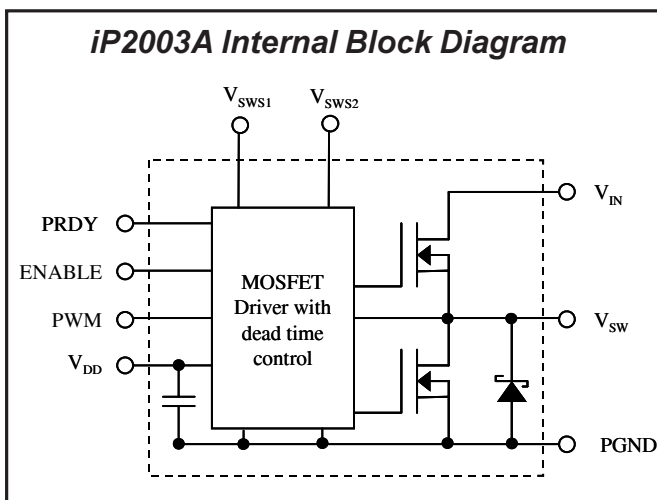 iP2003A Internal Block Diagram
VSWS1
VSWS2
PRDY
ENABLE
PWM
VDD
MOSFET
Driver with
dead time
control
VIN
VSW
PGND